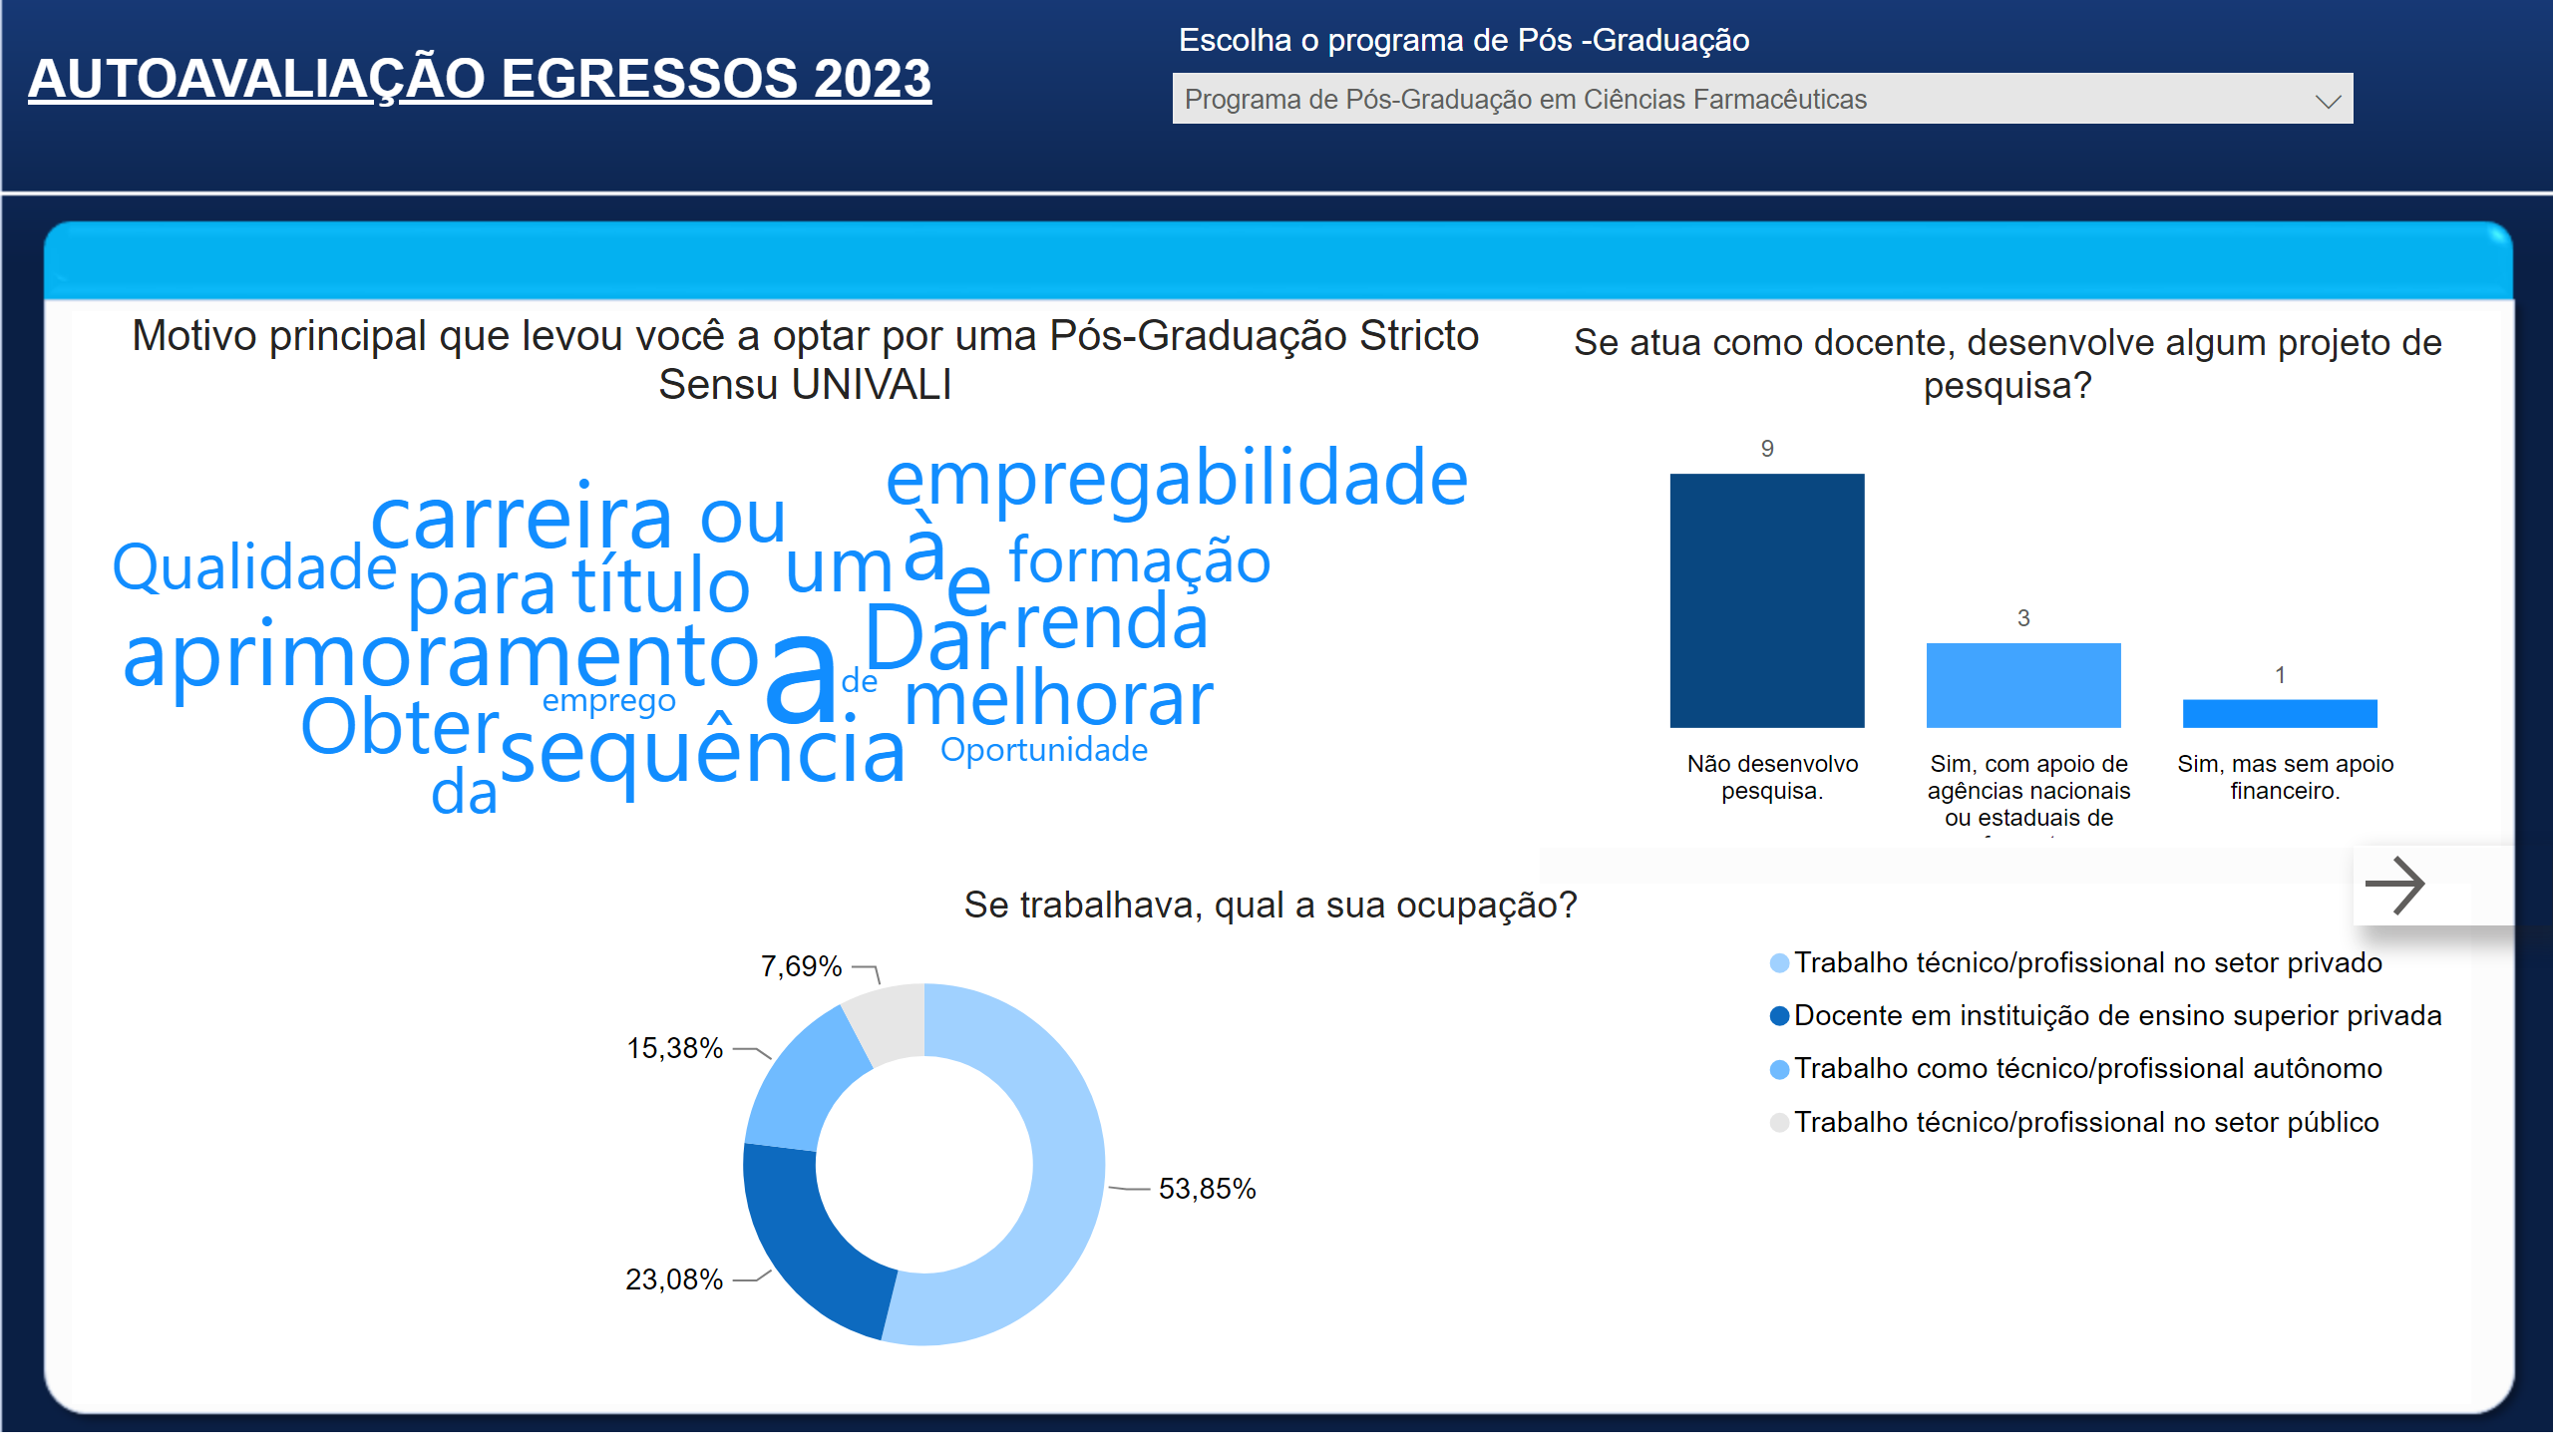 AUTOAVALIAÇÃO EGRESSOS 2023
Escolha o programa de Pós -Graduação
Programa de Pós-Graduação em Ciências Farmacêuticas
Motivo principal que levou você a optar por uma Pós-Graduação Stricto
Sensu UNIVALI
empregabilidade
carreira ou
Qualidade
para título
um à e
formação
aprimoramento
a
de
Dar
renda
emprego
melhorar
Obter
sequência
Oportunidade
da
Se atua como docente, desenvolve algum projeto de
pesquisa?
9
3
1
Não desenvolvo
pesquisa.
Sim, com apoio de
agências nacionais
ou estaduais de
Sim, mas sem apoio
financeiro.
Se trabalhava, qual a sua ocupação?
7,69%
15,38%
23,08%
53,85%
Trabalho técnico/profissional no setor privado
Docente em instituição de ensino superior privada
Trabalho como técnico/profissional autônomo
Trabalho técnico/profissional no setor público